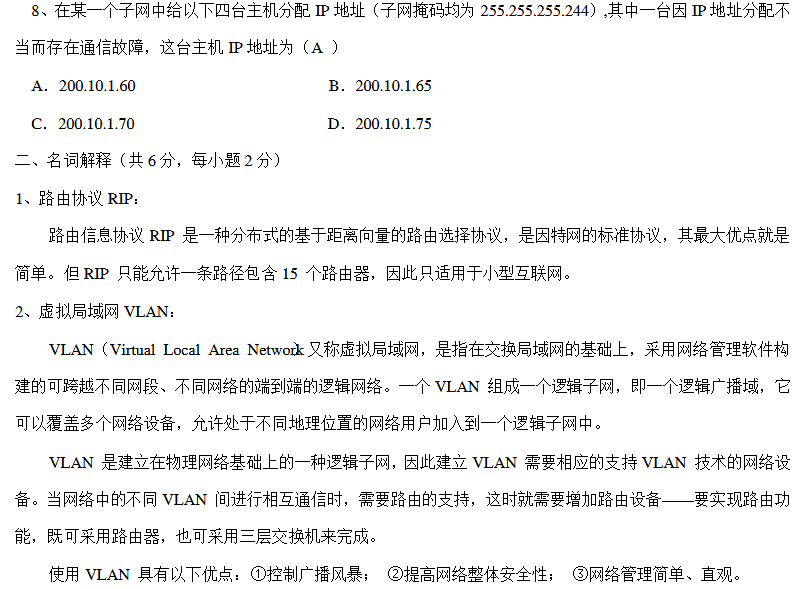 8、在某一个子网中给以下四台主机分配 IP 地址（子网掩码均为 255.255.255.244）,其中一台因 IP 地址分配不
当而存在通信故障，这台主机 IP 地址为（A ）
A．200.10.1.60 B．200.10.1.65
C．200.10.1.70 D．200.10.1.75
二、名词解释（共 6 分，每小题 2 分）
1、路由协议 RIP：
路由信息协议 RIP 是一种分布式的基于距离向量的路由选择协议，是因特网的标准协议，其最大优点就是
简单。但 RIP 只能允许一条路径包含 15 个路由器，因此只适用于小型互联网。
2、虚拟局域网 VLAN：
VLAN（Virtual Local Area Network）又称虚拟局域网，是指在交换局域网的基础上，采用网络管理软件构
建的可跨越不同网段、不同网络的端到端的逻辑网络。一个 VLAN 组成一个逻辑子网，即一个逻辑广播域，它
可以覆盖多个网络设备，允许处于不同地理位置的网络用户加入到一个逻辑子网中。
VLAN 是建立在物理网络基础上的一种逻辑子网，因此建立 VLAN 需要相应的支持 VLAN 技术的网络设
备。当网络中的不同 VLAN 间进行相互通信时，需要路由的支持，这时就需要增加路由设备——要实现路由功
能，既可采用路由器，也可采用三层交换机来完成。
使用 VLAN 具有以下优点：①控制广播风暴； ②提高网络整体安全性； ③网络管理简单、直观。